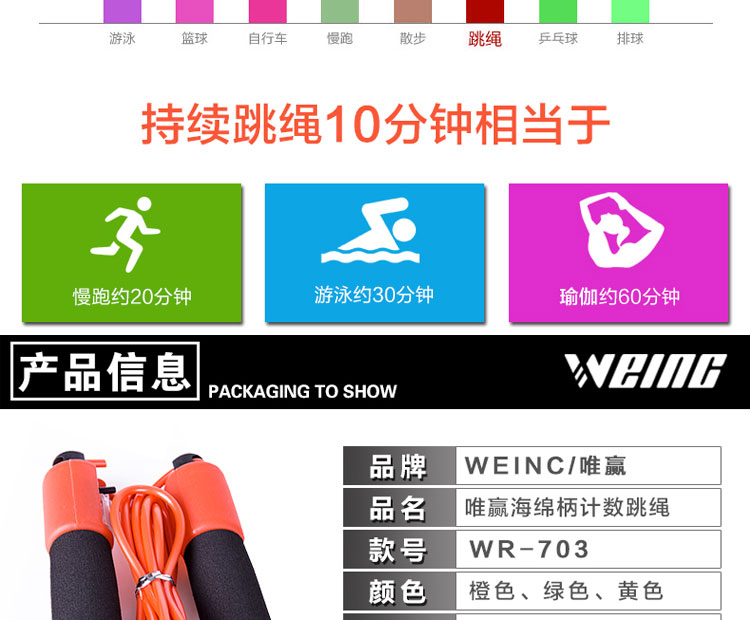 游泳 篮球 自行车 慢跑 散步 跳绳 乒乓球 排球
持续跳绳10分钟相当于
慢跑约20分钟 游泳约30分钟 瑜伽约60分钟
产品信息 PACKAGING TO SHOW WEINC
品牌 WEINC/唯赢
品名 唯赢海绵柄计数跳绳
款号 WR-703
颜色 橙色、绿色、黄色